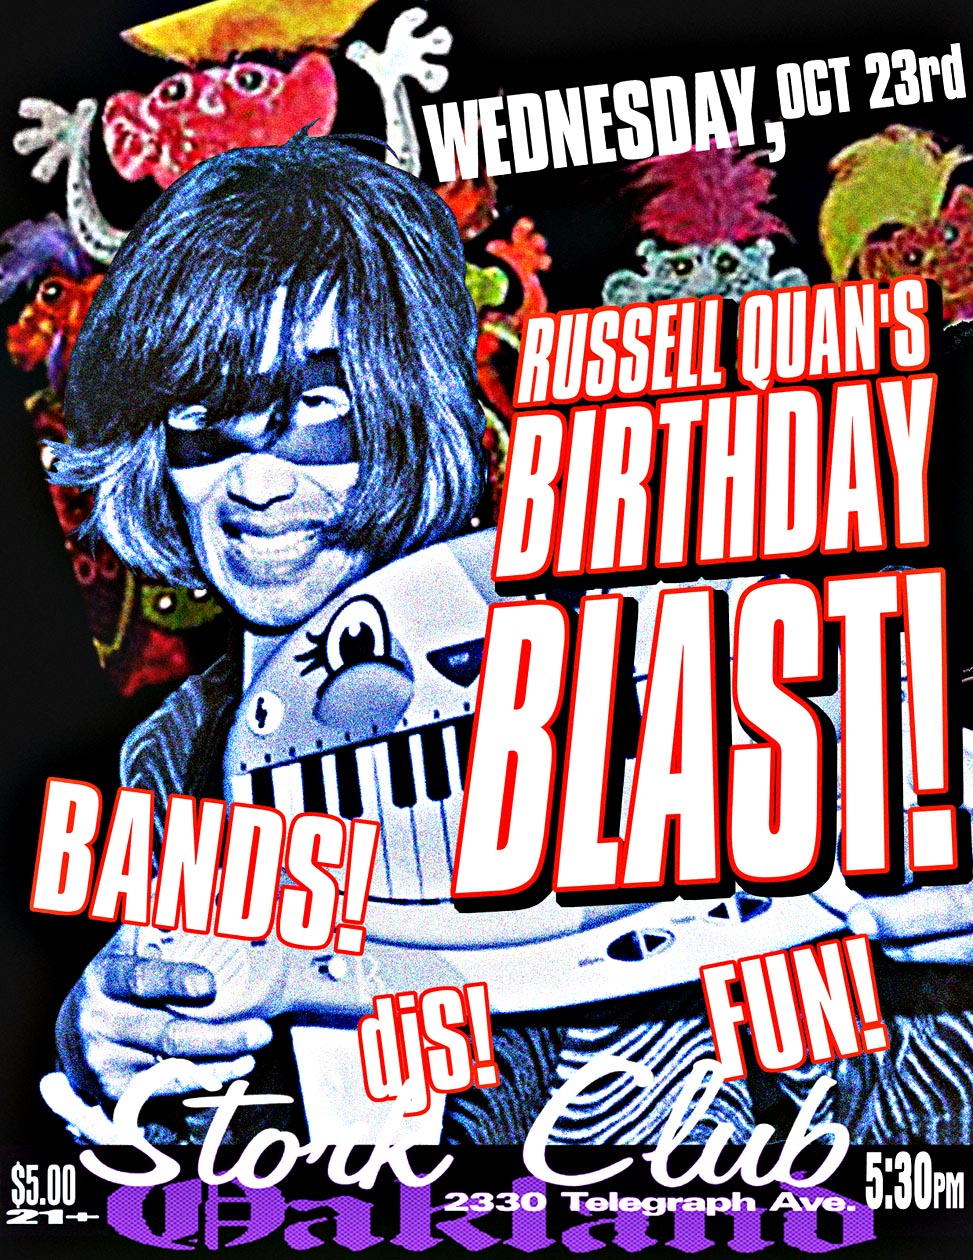 WEDNESDAY, OCT 23rd
RUSSELL QUAN'S
BIRTHDAY
BLAST!
BANDS!
djs!
FUN!
Stork Club
$5.00
21+
2330 Telegraph Ave.
5:30PM
Oakland